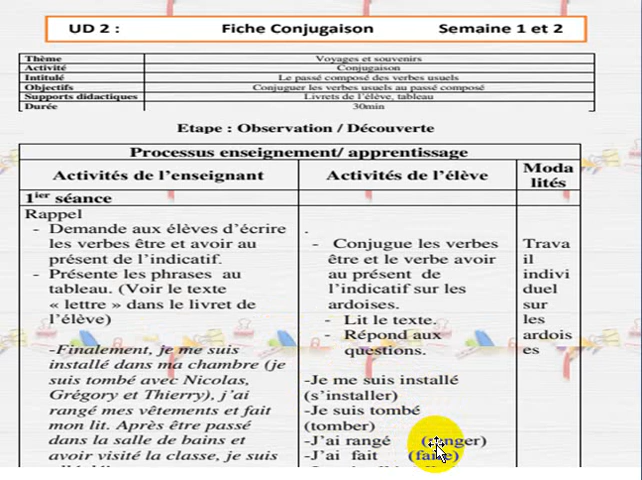 UD 2 : Fiche Conjugaison Semaine 1 et 2
Thème Voyages et souvenirs
Activité Conjugaison
Intitulé Le passé composé des verbes usuels
Objectifs Conjuguer les verbes usuels au passé composé
Supports didactiques Livrets de l'élève, tableau
Durée 30min
Etape : Observation / Découverte
Processus enseignement/ apprentissage
Activités de l'enseignant
Activités de l'élève
Moda
lités
1ier séance
Rappel
- Demande aux élèves d'écrire
les verbes être et avoir au
présent de l'indicatif.
- Présente les phrases au
tableau. (Voir le texte
« lettre » dans le livret de
l'élève)
-Finalement, je me suis
installé dans ma chambre (je
suis tombé avec Nicolas,
Grégory et Thierry), j'ai
rangé mes vêtements et fait
mon lit. Après être passé
dans la salle de bains et
avoir visité la classe, je suis
.
- Conjugue les verbes
être et le verbe avoir
au présent de
l'indicatif sur les
ardoises.
- Lit le texte.
- Répond aux
questions.
-Je me suis installé
(s'installer)
-Je suis tombé
(tomber)
-J'ai rangé (ranger)
-J'ai fait (faire)
Trava
il
indivi
duel
sur
les
ardois
es